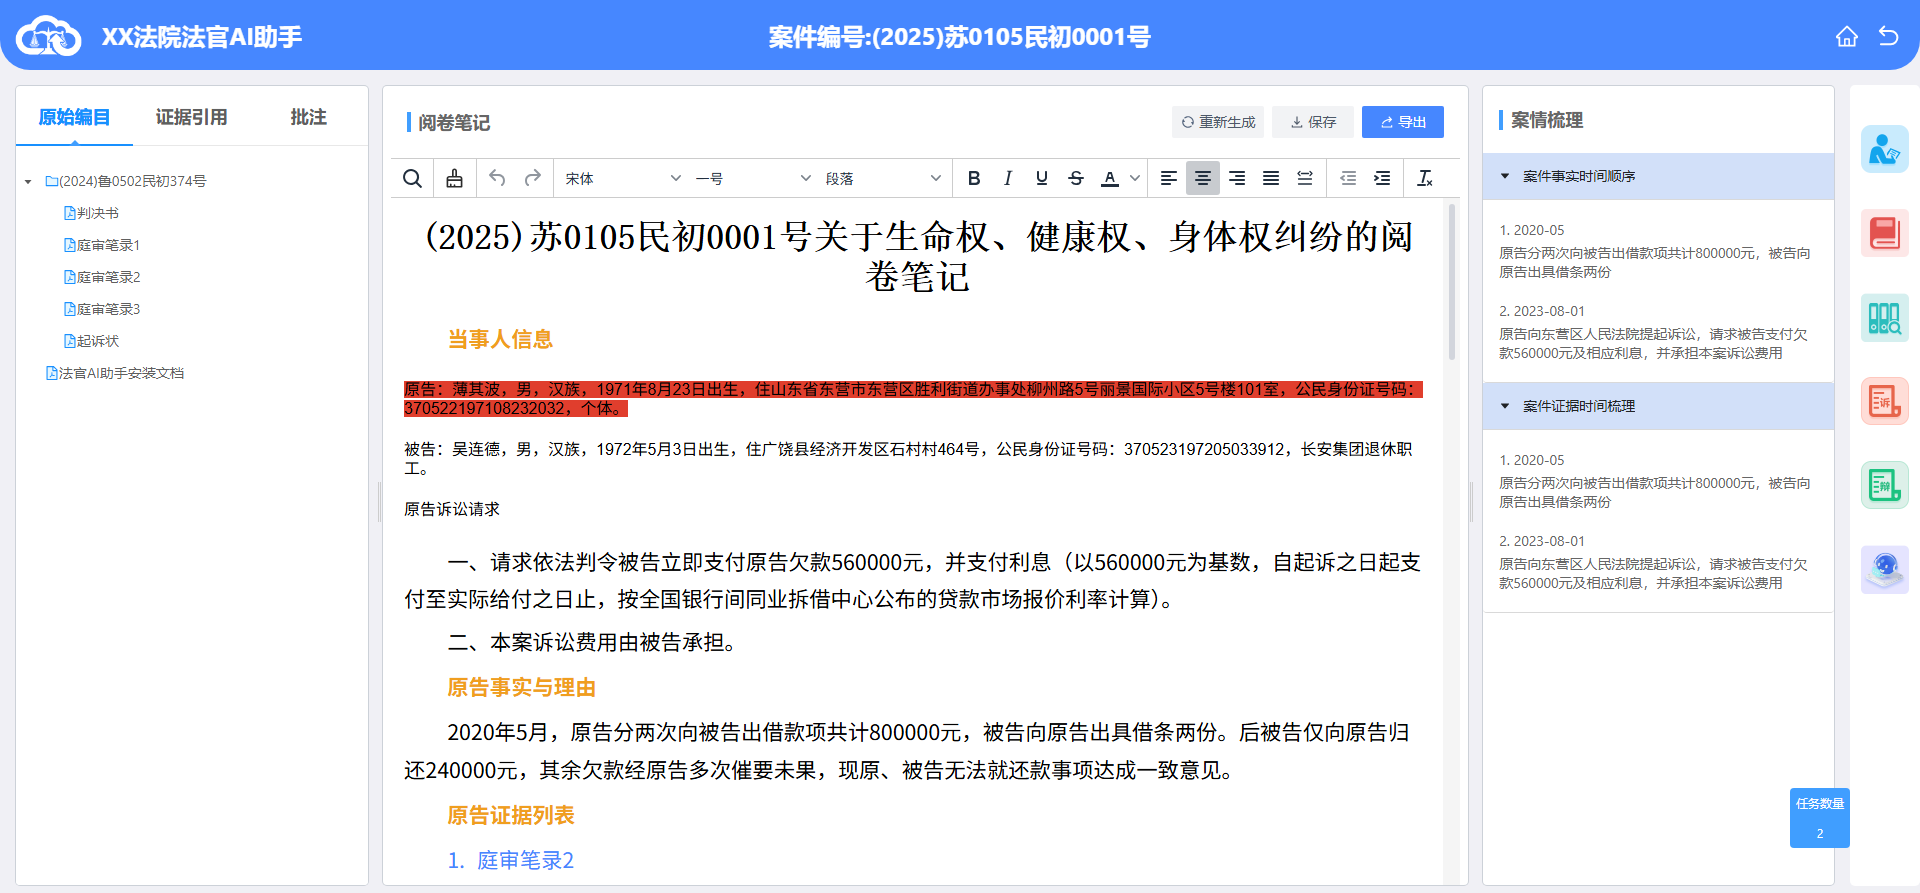 XX法院法官AI助手
案件编号:(2025)苏0105民初0001号
原始编目
证据引用
批注
(2024)鲁0502民初374号
判决书
庭审笔录1
庭审笔录2
庭审笔录3
起诉状
法官AI助手安装文档
阅卷笔记
重新生成
保存
导出
宋体
一号
段落
(2025)苏0105民初0001号关于生命权、健康权、身体权纠纷的阅
卷笔记
当事人信息
原告：薄其波，男，汉族，1971年8月23日出生，住山东省东营市东营区胜利街道办事处柳州路5号丽景国际小区5号楼101室，公民身份证号码：
370522197108232032，个体。
被告：吴连德，男，汉族，1972年5月3日出生，住广饶县经济开发区石村村464号，公民身份证号码：370523197205033912，长安集团退休职
工。
原告诉讼请求
一、请求依法判令被告立即支付原告欠款560000元，并支付利息（以560000元为基数，自起诉之日起支
付至实际给付之日止，按全国银行间同业拆借中心公布的贷款市场报价利率计算）。
二、本案诉讼费用由被告承担。
原告事实与理由
2020年5月，原告分两次向被告出借款项共计800000元，被告向原告出具借条两份。后被告仅向原告归
还240000元，其余欠款经原告多次催要未果，现原、被告无法就还款事项达成一致意见。
原告证据列表
1. 庭审笔录2
案情梳理
案件事实时间顺序
1. 2020-05
原告分两次向被告出借款项共计800000元，被告向
原告出具借条两份
2. 2023-08-01
原告向东营区人民法院提起诉讼，请求被告支付欠
款560000元及相应利息，并承担本案诉讼费用
案件证据时间梳理
1. 2020-05
原告分两次向被告出借款项共计800000元，被告向
原告出具借条两份
2. 2023-08-01
原告向东营区人民法院提起诉讼，请求被告支付欠
款560000元及相应利息，并承担本案诉讼费用
诉
辩
任务数量
2